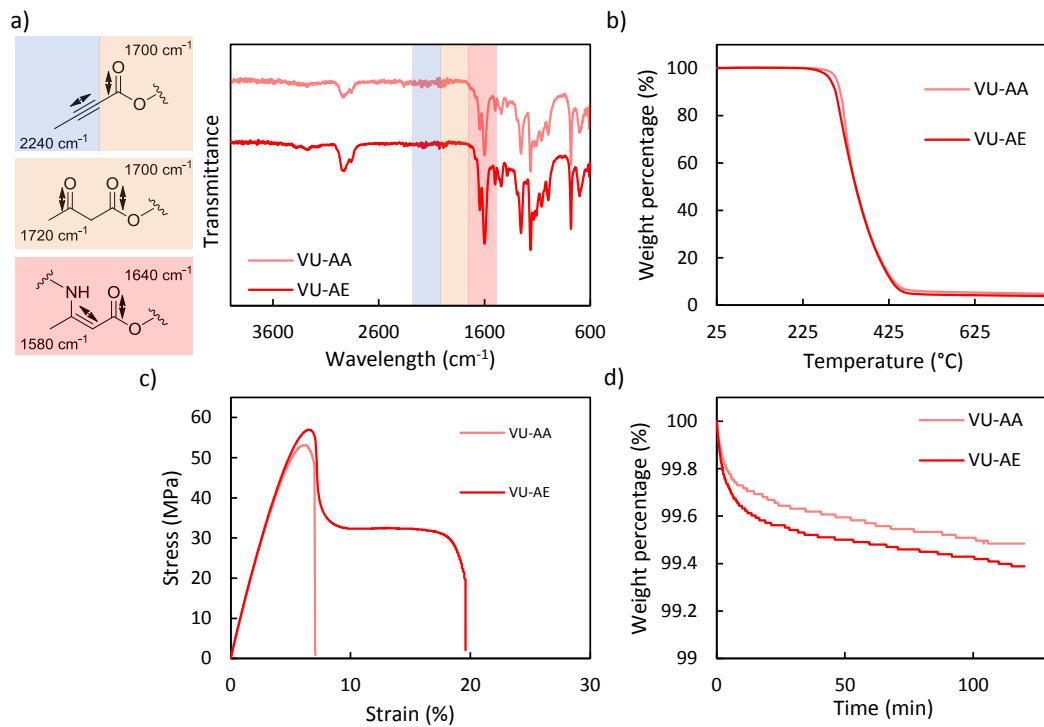 a)
1700 cm-1
O
O
2240 cm-1
1700
cm-1
O
O
O
1720 cm-1
1640 cm-1
NH
O
O
1580 cm-1
Transmittance
VU-AA
VU-AE
3600
2600
1600
600
Wavelength (cm-1)
b)
Weight percentage (%)
100
80
60
40
20
0
VU-AA
VU-AE
25
225
425
625
Temperature (°C)
c)
Stress (MPa)
60
50
40
30
20
10
0
VU-AA
VU-AE
0
10
20
30
Strain (%)
d)
Weight percentage (%)
100
99.8
99.6
99.4
99.2
99
VU-AA
VU-AE
0
50
100
Time (min)